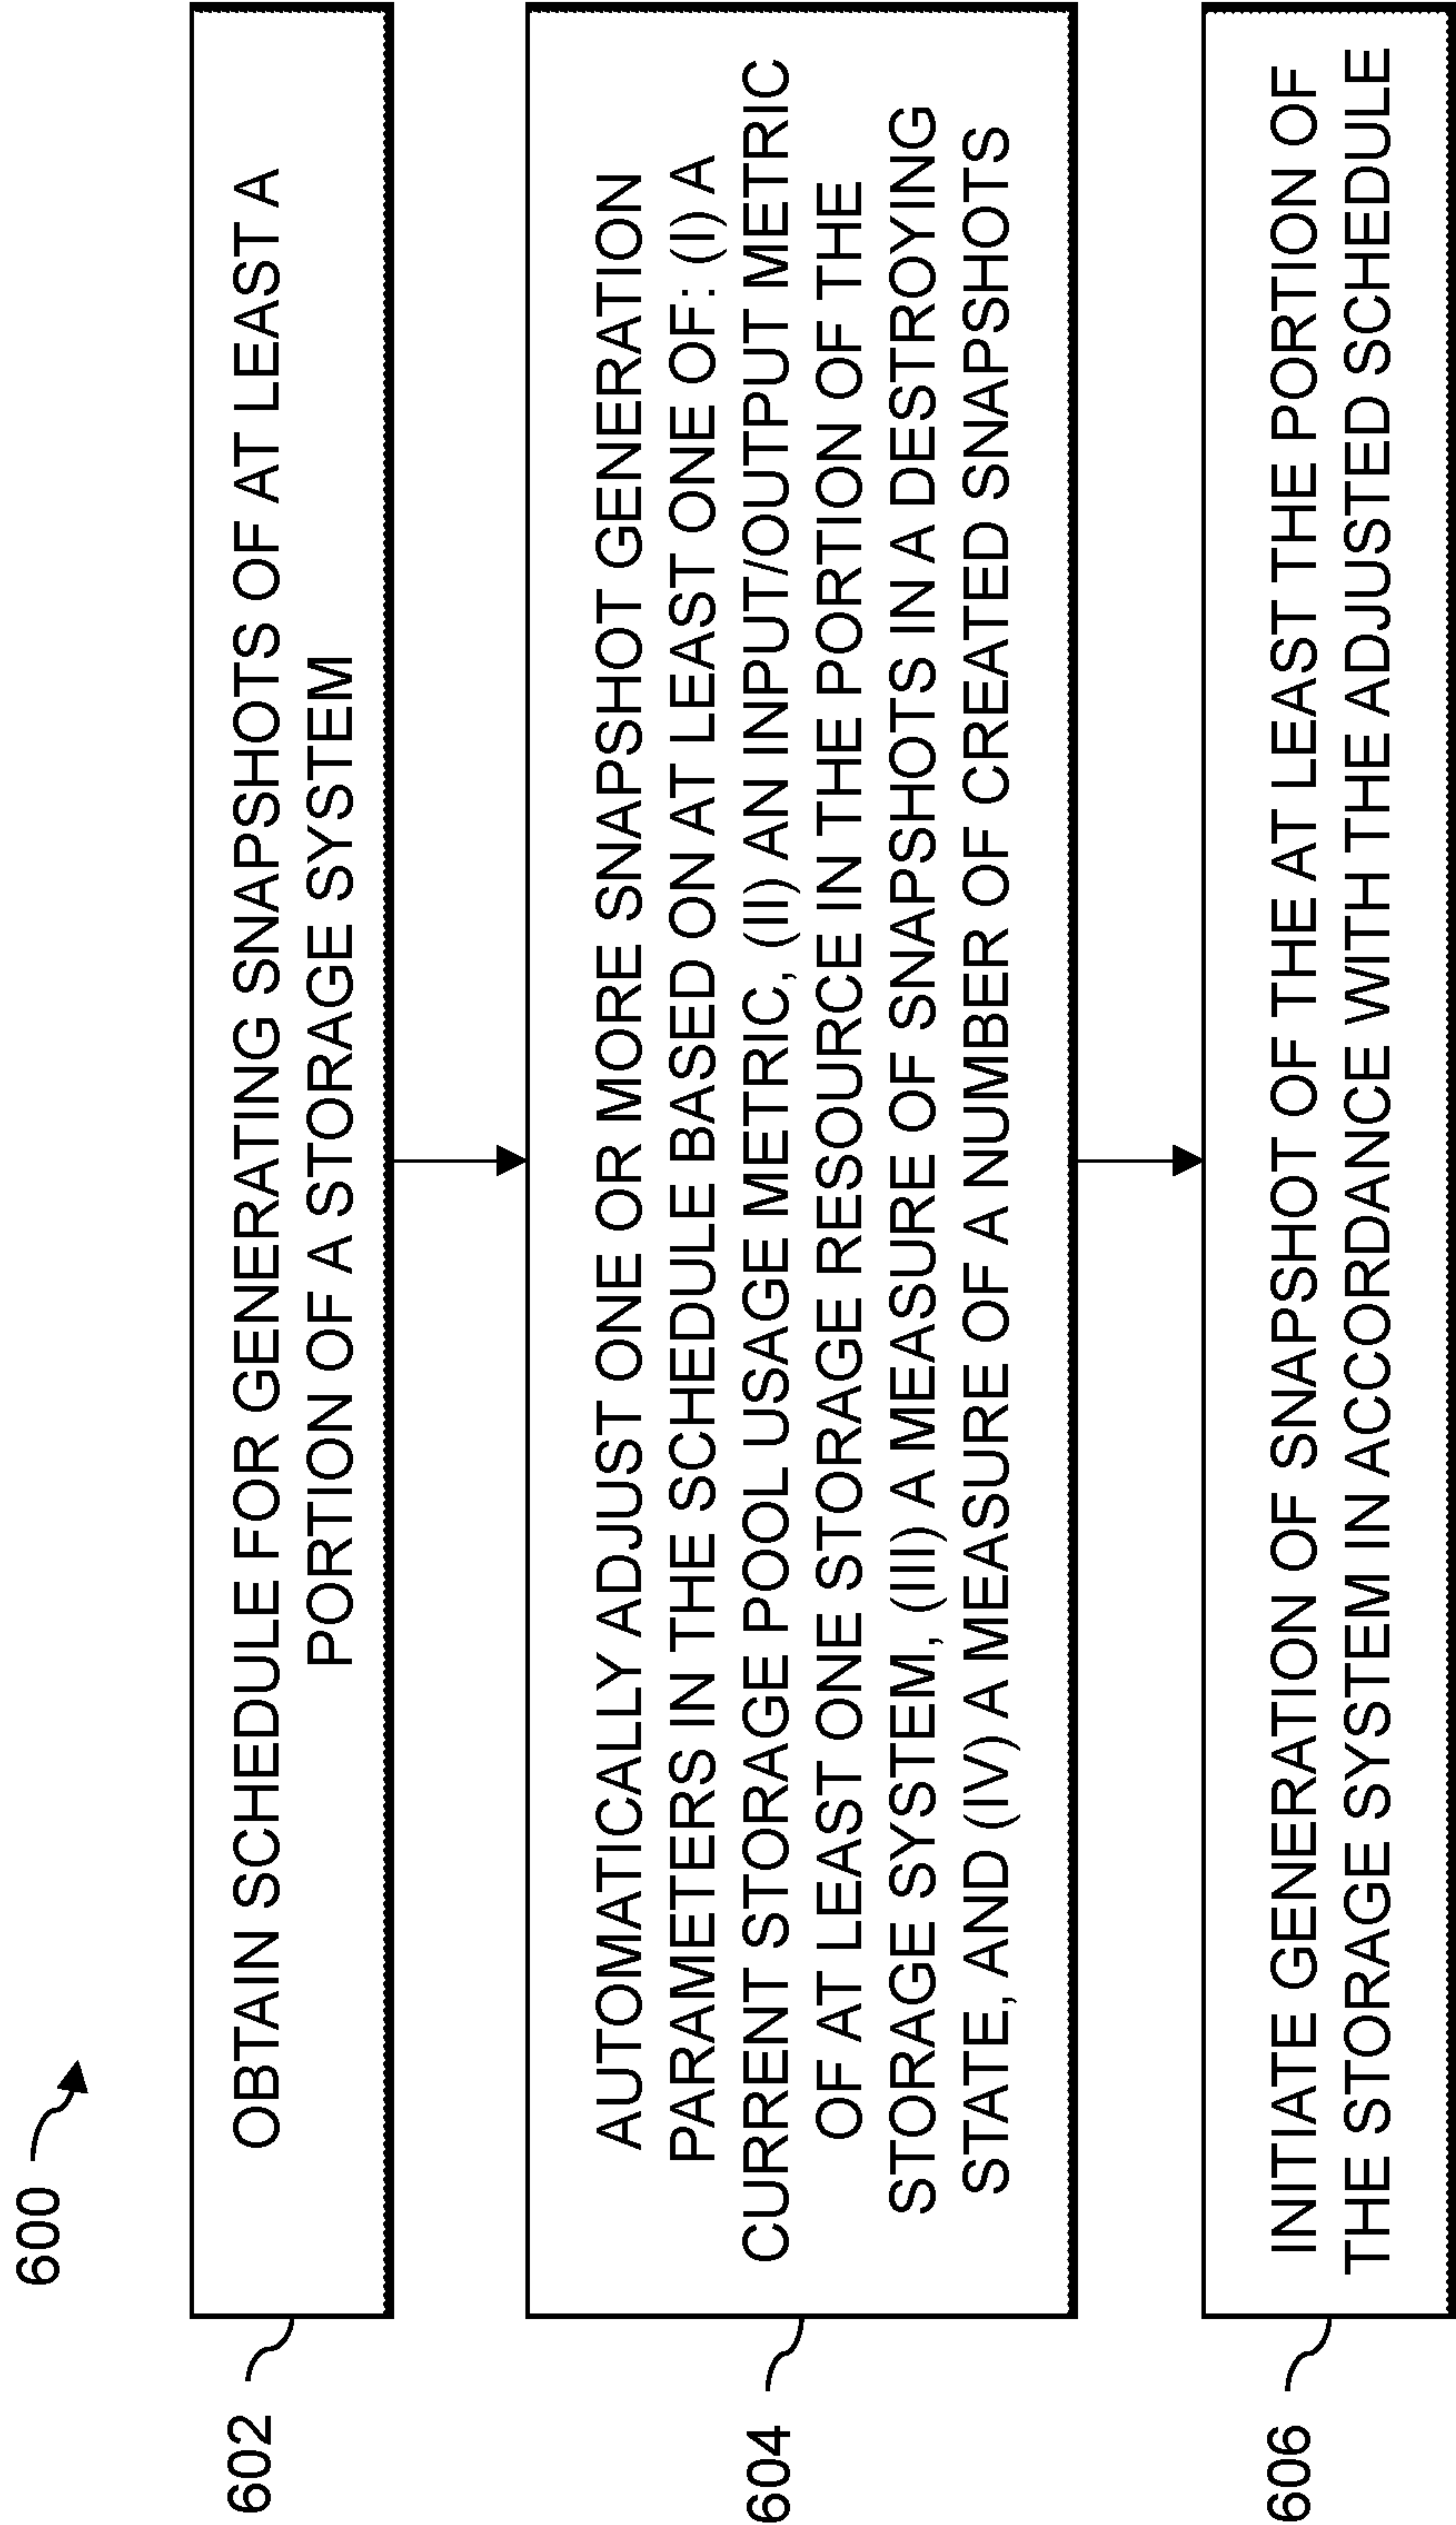 600
602
OBTAIN SCHEDULE FOR GENERATING SNAPSHOTS OF AT LEAST A
PORTION OF A STORAGE SYSTEM
604
AUTOMATICALLY ADJUST ONE OR MORE SNAPSHOT GENERATION
PARAMETERS IN THE SCHEDULE BASED ON AT LEAST ONE OF: (I) A
CURRENT STORAGE POOL USAGE METRIC, (II) AN INPUT/OUTPUT METRIC
OF AT LEAST ONE STORAGE RESOURCE IN THE PORTION OF THE
STORAGE SYSTEM, (III) A MEASURE OF SNAPSHOTS IN A DESTROYING
STATE, AND (IV) A MEASURE OF A NUMBER OF CREATED SNAPSHOTS
606
INITIATE GENERATION OF SNAPSHOT OF THE AT LEAST THE PORTION OF
THE STORAGE SYSTEM IN ACCORDANCE WITH THE ADJUSTED SCHEDULE